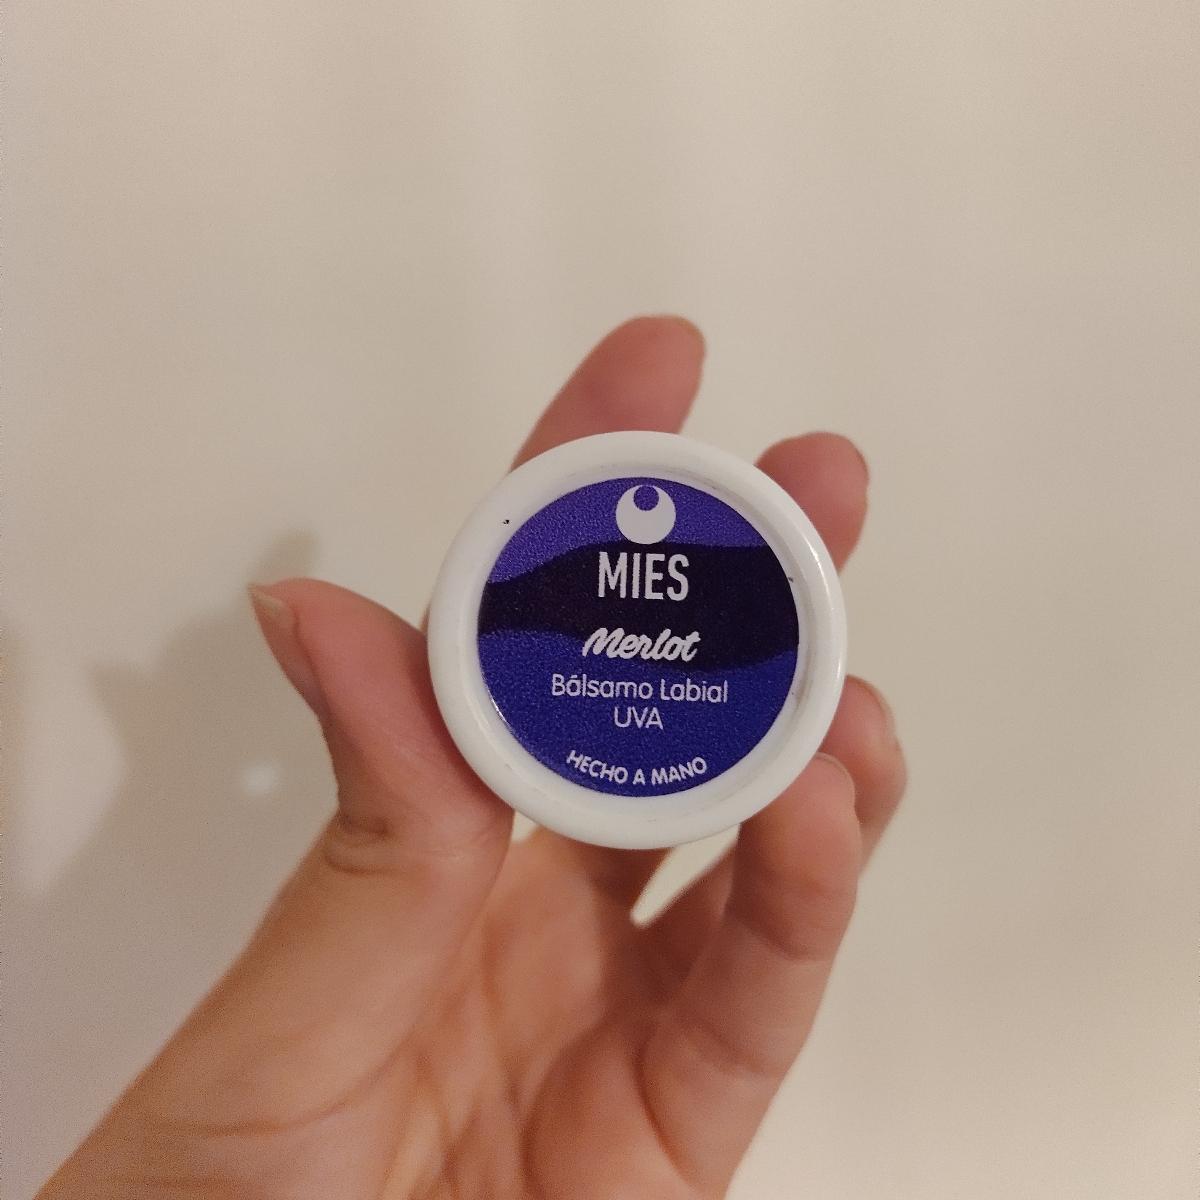 MIES
Merlot
Bálsamo Labial
UVA
HECHO A MANO